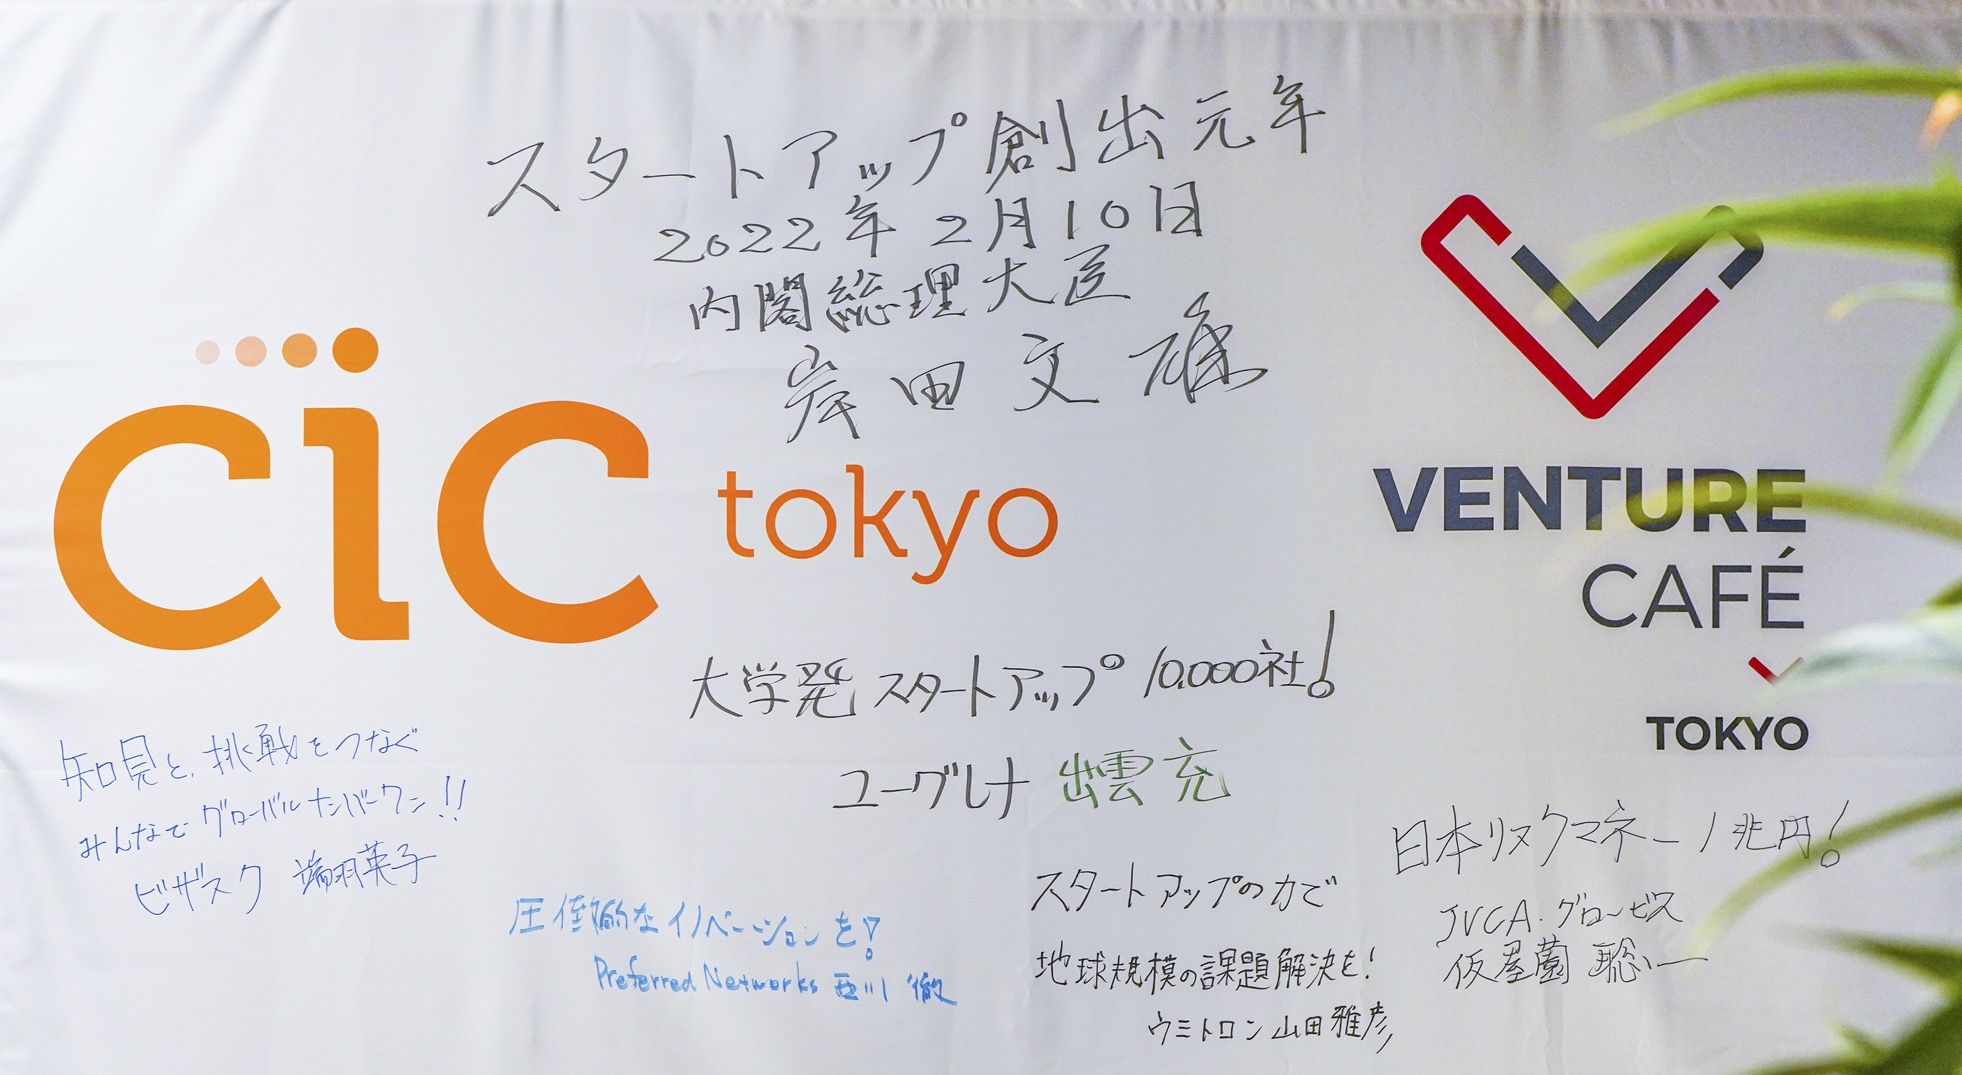 スタートアップ創出元年
2022年2月10日
内閣総理大臣
岸田文雄
cic tokyo
VENTURE
CAFÉ
TOKYO
大学発スタートアップ10,000社!
ユーグレナ 出雲充
知見と、挑戦をつなぐ
みんなでグローバルナンバーワン!!
ビザスク 端羽英子
圧倒的なイノベーションを!
Preferred Networks 西川 徹
スタートアップの力で
地球規模の課題解決を!
ウミトロン 山田雅彦
日本リスクマネー1兆円!
JVCA・グロービス
仮屋薗 聡一